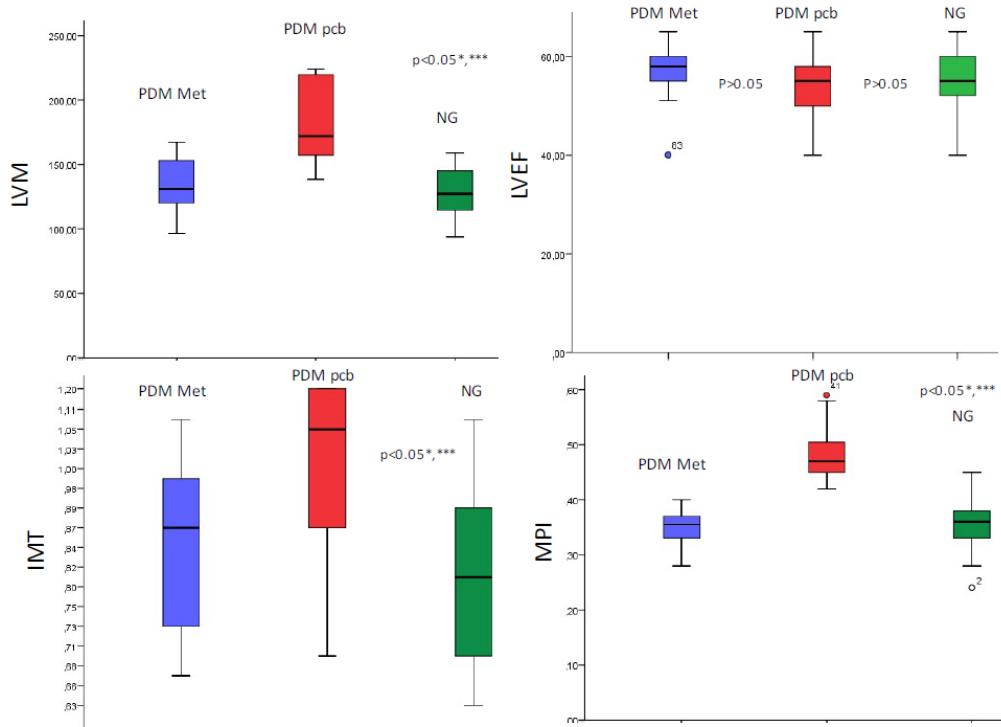 PDM Met
PDM pcb
p<0.05*,***
NG
LVM
250,00
200,00
150,00
100,00
50,00
,00
PDM Met
PDM pcb
NG
P>0.05
P>0.05
LVEF
60,00
40,00
20,00
,00
63
PDM Met
PDM pcb
NG
p<0.05*,***
IMT
1,20
1,11
1,05
1,03
1,00
,98
,89
,87
,84
,82
,80
,75
,73
,71
,68
,66
,63
PDM Met
PDM pcb
41
p<0.05*,***
NG
MPI
,60
,50
,40
,30
,20
,10
,00
2